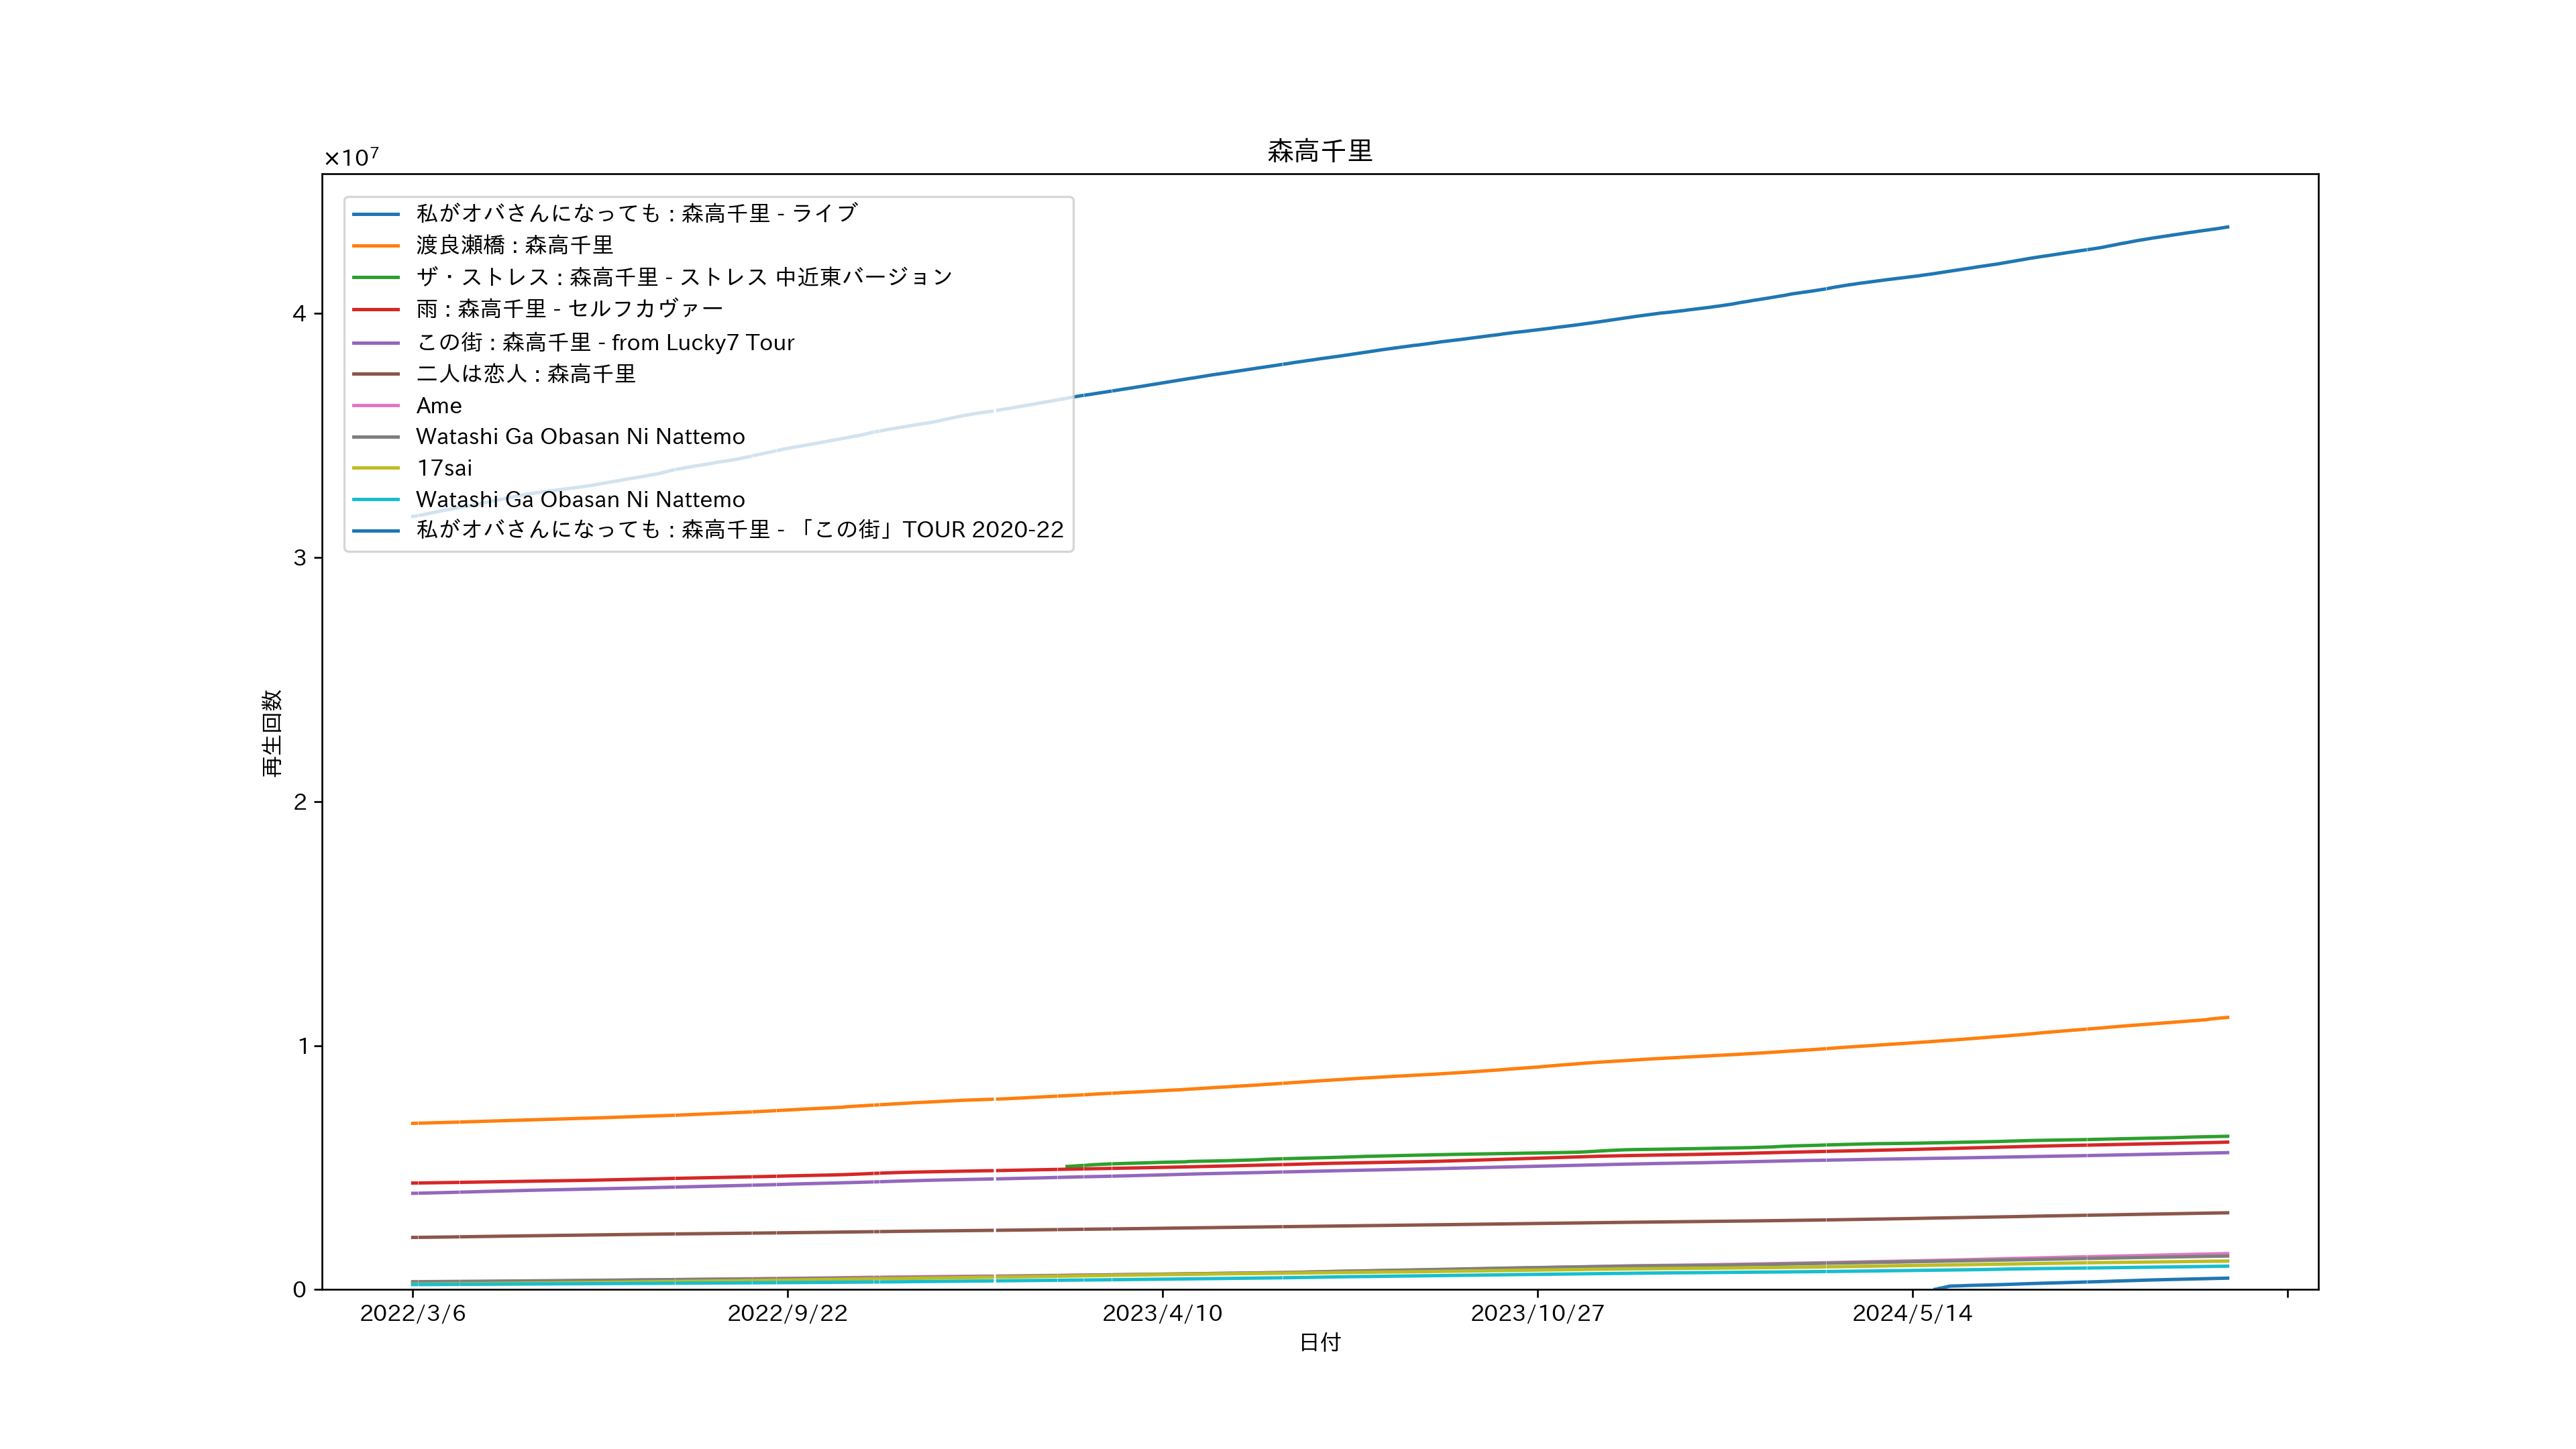 森高千里
×10⁷
私がオバさんになっても : 森高千里 - ライブ
渡良瀬橋 : 森高千里
ザ・ストレス : 森高千里 - ストレス 中近東バージョン
雨 : 森高千里 - セルフカヴァー
この街 : 森高千里 - from Lucky7 Tour
二人は恋人 : 森高千里
Ame
Watashi Ga Obasan Ni Nattemo
17sai
Watashi Ga Obasan Ni Nattemo
私がオバさんになっても : 森高千里 - 「この街」TOUR 2020-22
4
3
2
1
0
再生回数
2022/3/6 2022/9/22 2023/4/10 2023/10/27 2024/5/14
日付